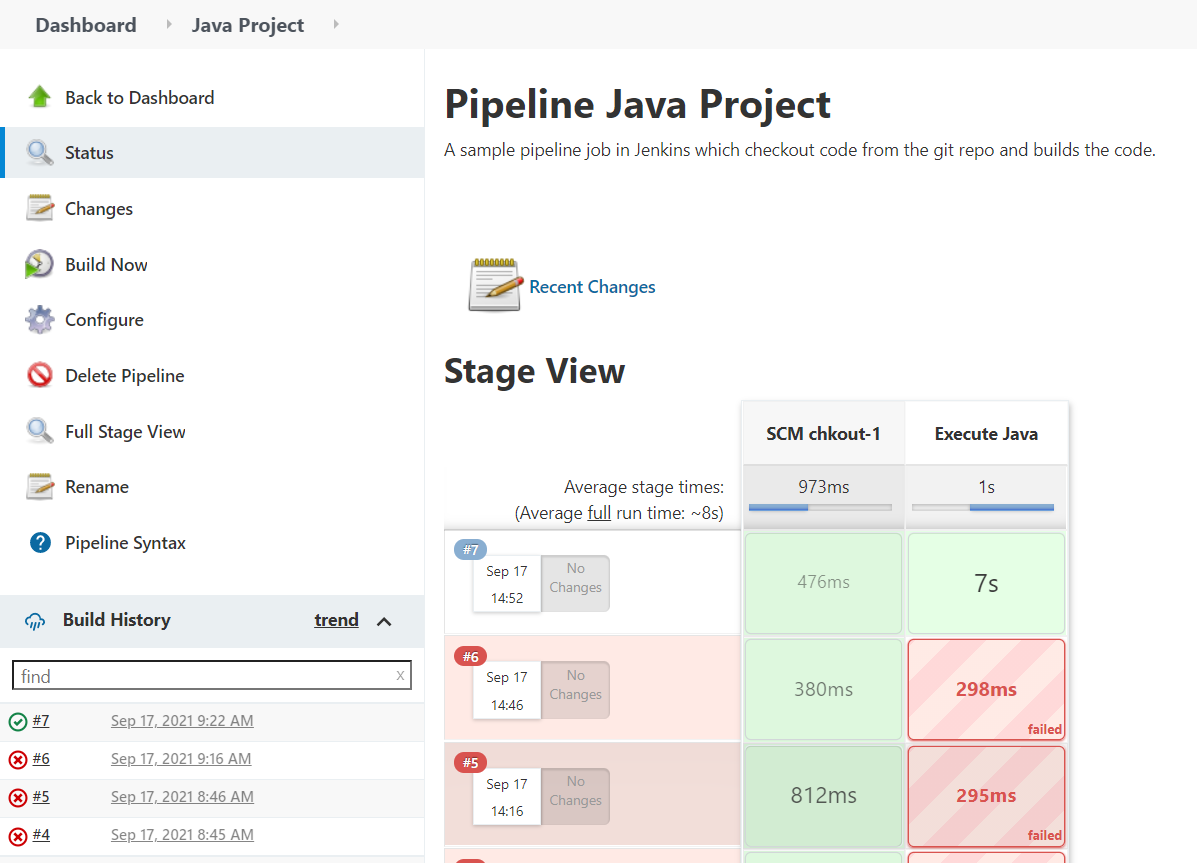 Dashboard
Java Project
Back to Dashboard
Status
Changes
Build Now
Configure
Delete Pipeline
Full Stage View
Rename
? Pipeline Syntax
Build History trend
find x
#7 Sep 17, 2021 9:22 AM
#6 Sep 17, 2021 9:16 AM
#5 Sep 17, 2021 8:46 AM
#4 Sep 17, 2021 8:45 AM
Pipeline Java Project
A sample pipeline job in Jenkins which checkout code from the git repo and builds the code.
Recent Changes
Stage View
SCM chkout-1 Execute Java
Average stage times: 973ms 1s
(Average full run time: ~8s)
#7
Sep 17
14:52
No
Changes
476ms
7s
#6
Sep 17
14:46
No
Changes
380ms
298ms
failed
#5
Sep 17
14:16
No
Changes
812ms
295ms
failed